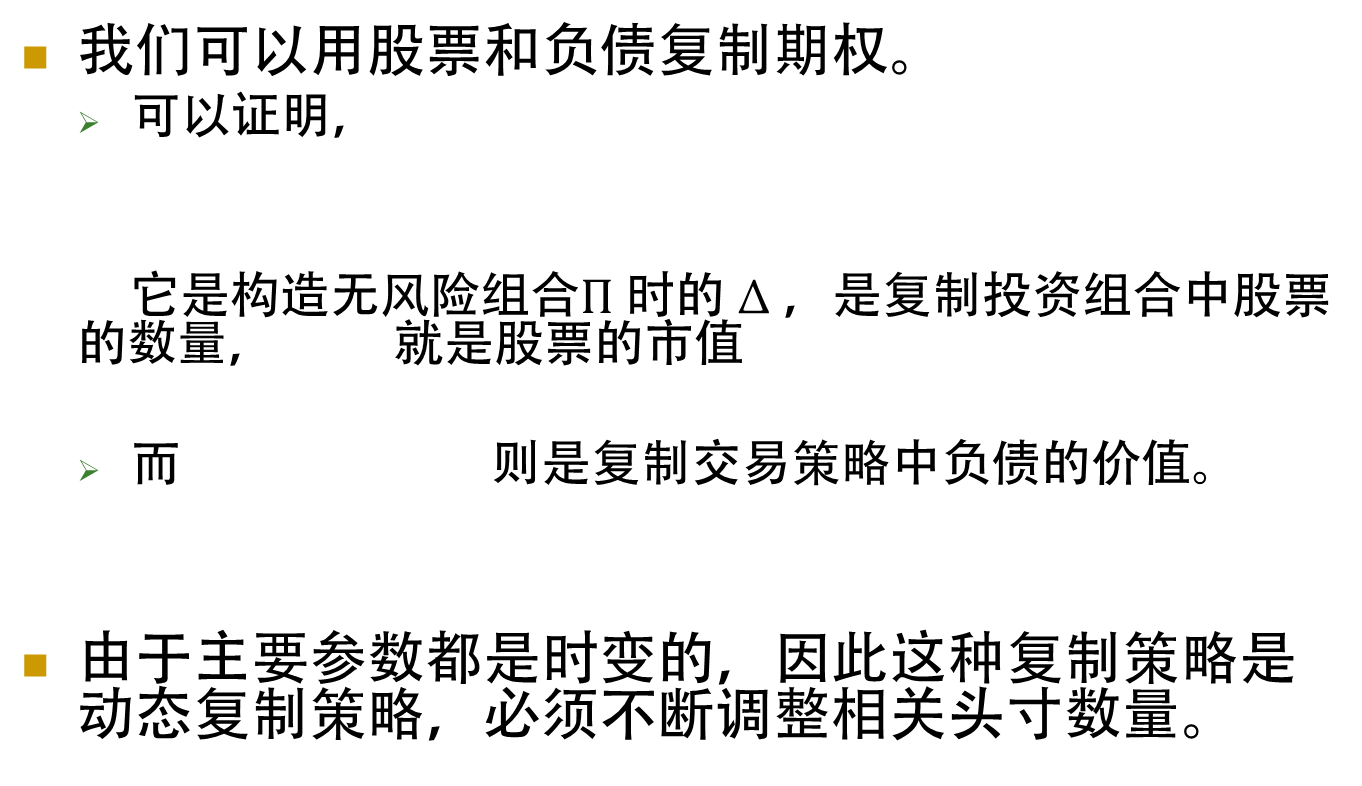 我们可以用股票和负债复制期权。
可以证明,
它是构造无风险组合Π 时的 Δ ，是复制投资组合中股票
的数量, 就是股票的市值
而 则是复制交易策略中负债的价值。
由于主要参数都是时变的，因此这种复制策略是
动态复制策略，必须不断调整相关头寸数量。